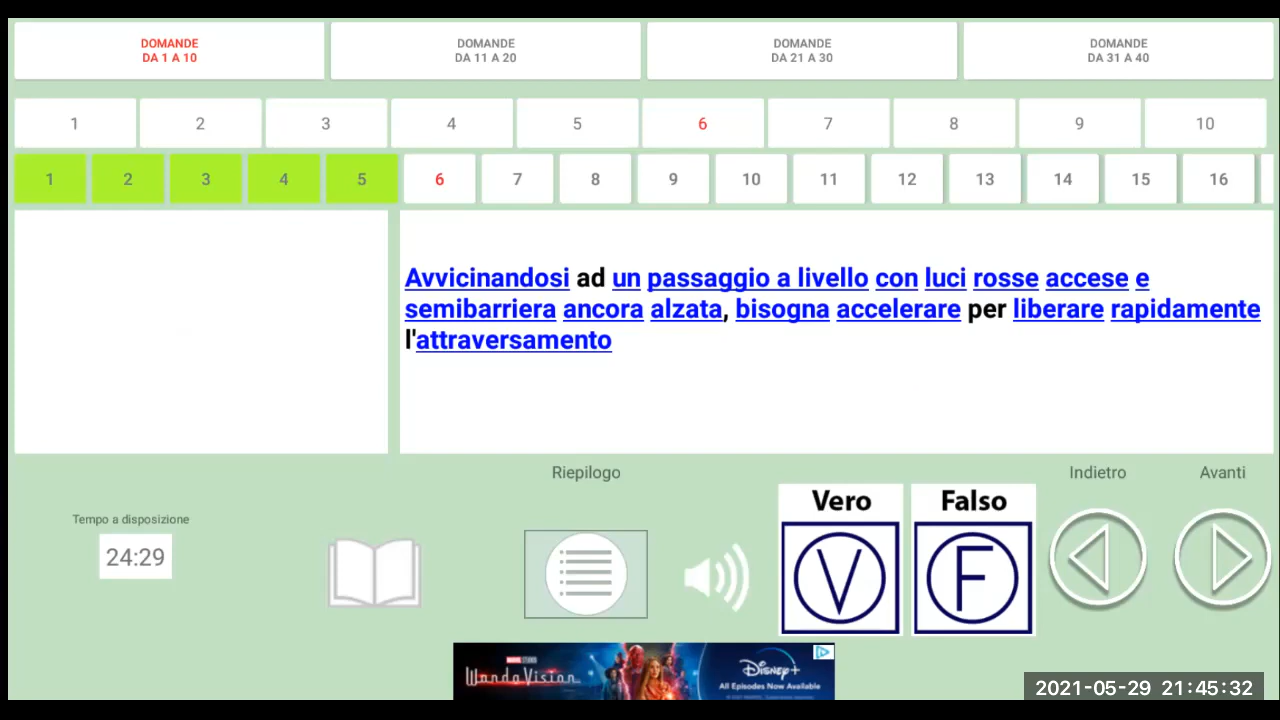 DOMANDE
DA 1 A 10
DOMANDE
DA 11 A 20
DOMANDE
DA 21 A 30
DOMANDE
DA 31 A 40
1 2 3 4 5 6 7 8 9 10
1 2 3 4 5 6 7 8 9 10 11 12 13 14 15 16
Avvicinandosi ad un passaggio a livello con luci rosse accese e
semibarriera ancora alzata, bisogna accelerare per liberare rapidamente
l'attraversamento
Riepilogo
Indietro
Avanti
Vero
Falso
V
F
Tempo a disposizione
24:29
MARVEL STUDIOS
WandaVision
Disney+
All Episodes Now Available
2021-05-29 21:45:32